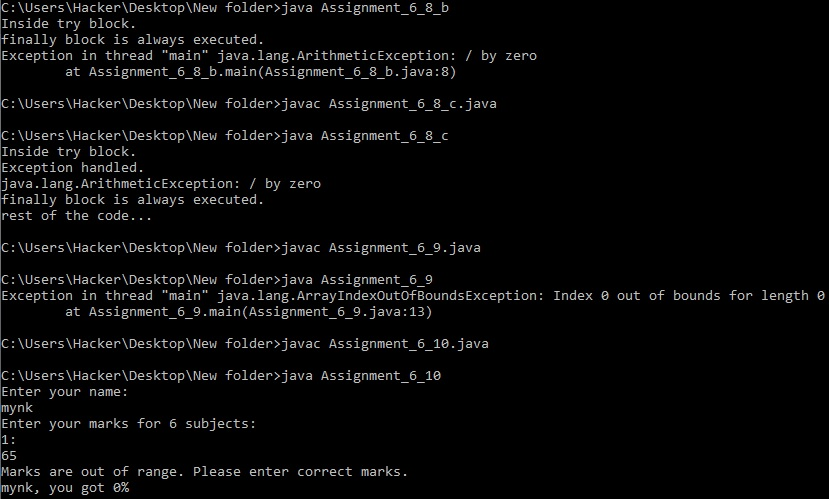 C:\Users\Hacker\Desktop\New folder>java Assignment_6_8_b
Inside try block.
finally block is always executed.
Exception in thread "main" java.lang.ArithmeticException: / by zero
        at Assignment_6_8_b.main(Assignment_6_8_b.java:8)
C:\Users\Hacker\Desktop\New folder>javac Assignment_6_8_c.java
C:\Users\Hacker\Desktop\New folder>java Assignment_6_8_c
Inside try block.
Exception handled.
java.lang.ArithmeticException: / by zero
finally block is always executed.
rest of the code...
C:\Users\Hacker\Desktop\New folder>javac Assignment_6_9.java
C:\Users\Hacker\Desktop\New folder>java Assignment_6_9
Exception in thread "main" java.lang.ArrayIndexOutOfBoundsException: Index 0 out of bounds for length 0
        at Assignment_6_9.main(Assignment_6_9.java:13)
C:\Users\Hacker\Desktop\New folder>javac Assignment_6_10.java
C:\Users\Hacker\Desktop\New folder>java Assignment_6_10
Enter your name:
mynk
Enter your marks for 6 subjects:
1:
65
Marks are out of range. Please enter correct marks.
mynk, you got 0%